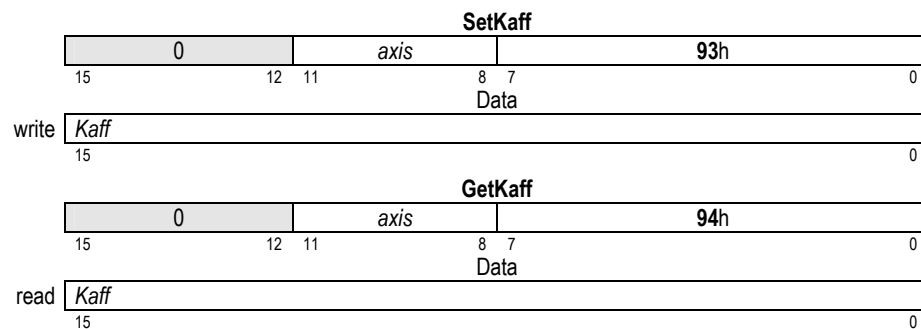 SetKaff
0 axis 93h
15 12 11 8 7 0
Data
write Kaff
15 0
GetKaff
0 axis 94h
15 12 11 8 7 0
Data
read Kaff
15 0